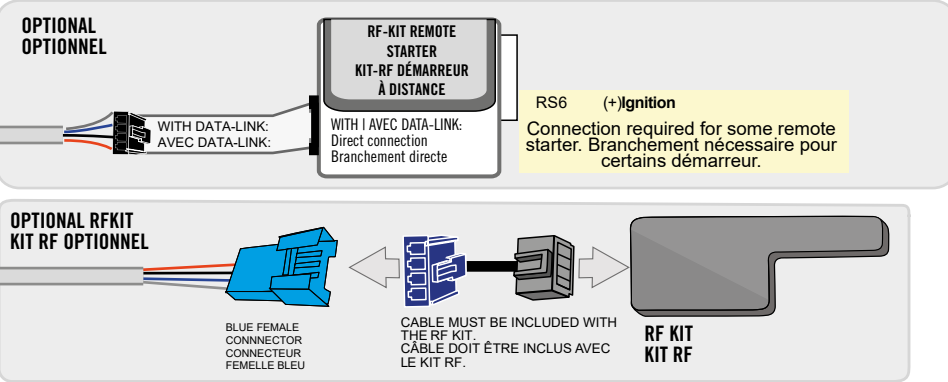 OPTIONAL
OPTIONNEL
RF-KIT REMOTE
STARTER
KIT-RF DÉMARREUR
À DISTANCE
WITH DATA-LINK:
AVEC DATA-LINK:
WITH | AVEC DATA-LINK:
Direct connection
Branchement directe
RS6 (+)Ignition
Connection required for some remote
starter. Branchement nécessaire pour
certains démarreur.
OPTIONAL RFKIT
KIT RF OPTIONNEL
BLUE FEMALE
CONNNECTOR
CONNECTEUR
FEMELLE BLEU
CABLE MUST BE INCLUDED WITH
THE RF KIT.
CÂBLE DOIT ÊTRE INCLUS AVEC
LE KIT RF.
RF KIT
KIT RF